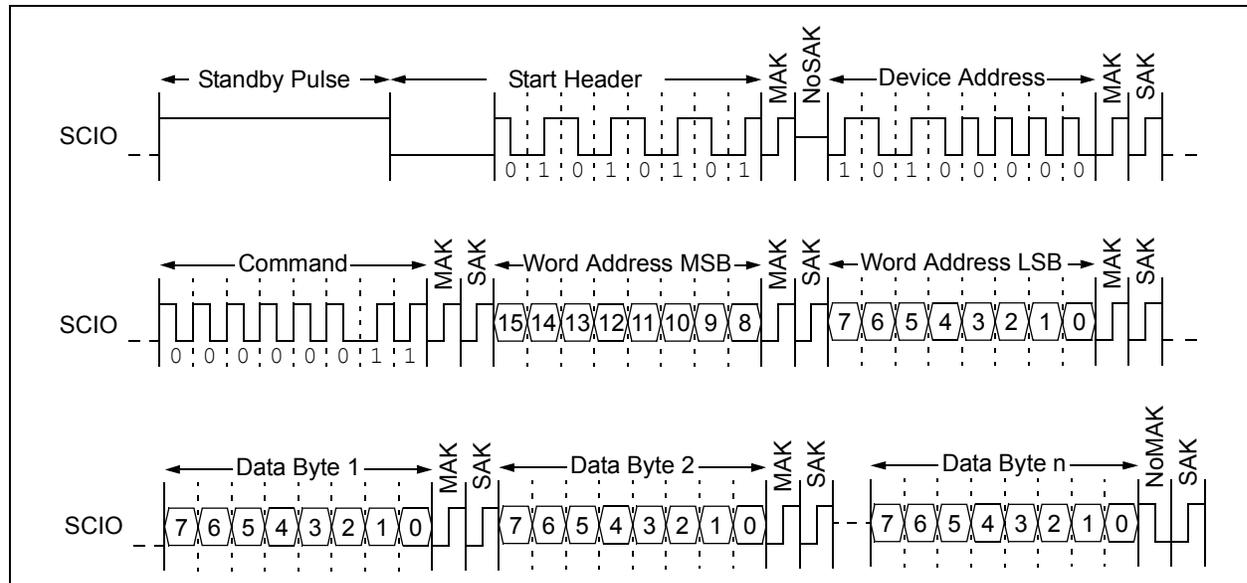 Standby Pulse Start Header MAK NoSAK Device Address MAK SAK
SCIO
0 1 0 1 0 1 0 1 1 0 1 0 0 0 0 0
Command MAK SAK Word Address MSB MAK SAK Word Address LSB MAK SAK
SCIO 15 14 13 12 11 10 9 8 7 6 5 4 3 2 1 0
0 0 0 0 0 0 1 1
Data Byte 1 MAK SAK Data Byte 2 MAK SAK Data Byte n NoMAK SAK
SCIO 7 6 5 4 3 2 1 0 7 6 5 4 3 2 1 0 7 6 5 4 3 2 1 0